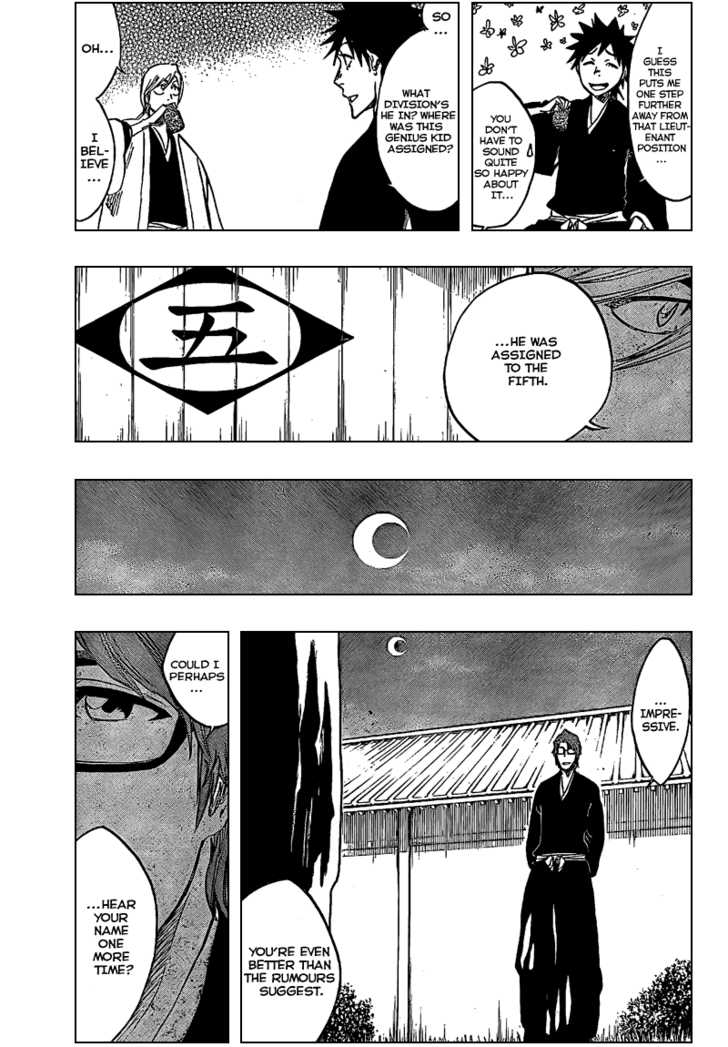 I
GUESS
THIS
PUTS ME
ONE STEP
FURTHER
AWAY FROM
THAT LIEUT-
ENANT
POSITION
...
YOU
DON'T
HAVE TO
SOUND
QUITE
SO HAPPY
ABOUT
IT...
SO
...
WHAT
DIVISION'S
HE IN? WHERE
WAS THIS
GENIUS KID
ASSIGNED?
OH...
I
BEL-
IEVE
...
...HE WAS
ASSIGNED
TO THE
FIFTH.
五
...
IMPRE-
SSIVE.
YOU'RE EVEN
BETTER THAN
THE RUMOURS
SUGGEST.
COULD I
PERHAPS
...
...HEAR
YOUR
NAME
ONE
MORE
TIME?